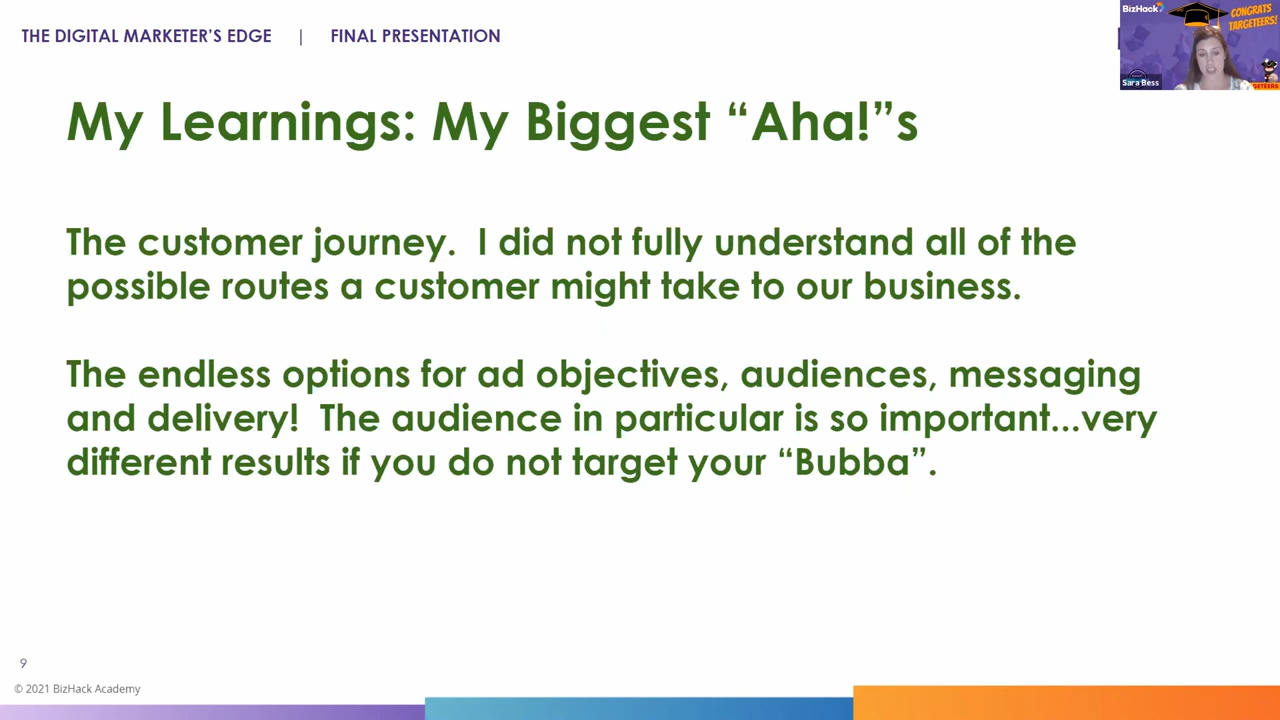 THE DIGITAL MARKETER'S EDGE | FINAL PRESENTATION
BizHack
CONGRATS
TARGETEERS!
Sara Bess
GETEERS
My Learnings: My Biggest “Aha!”s
The customer journey.  I did not fully understand all of the
possible routes a customer might take to our business.
The endless options for ad objectives, audiences, messaging
and delivery!  The audience in particular is so important...very
different results if you do not target your “Bubba”.
9
© 2021 BizHack Academy